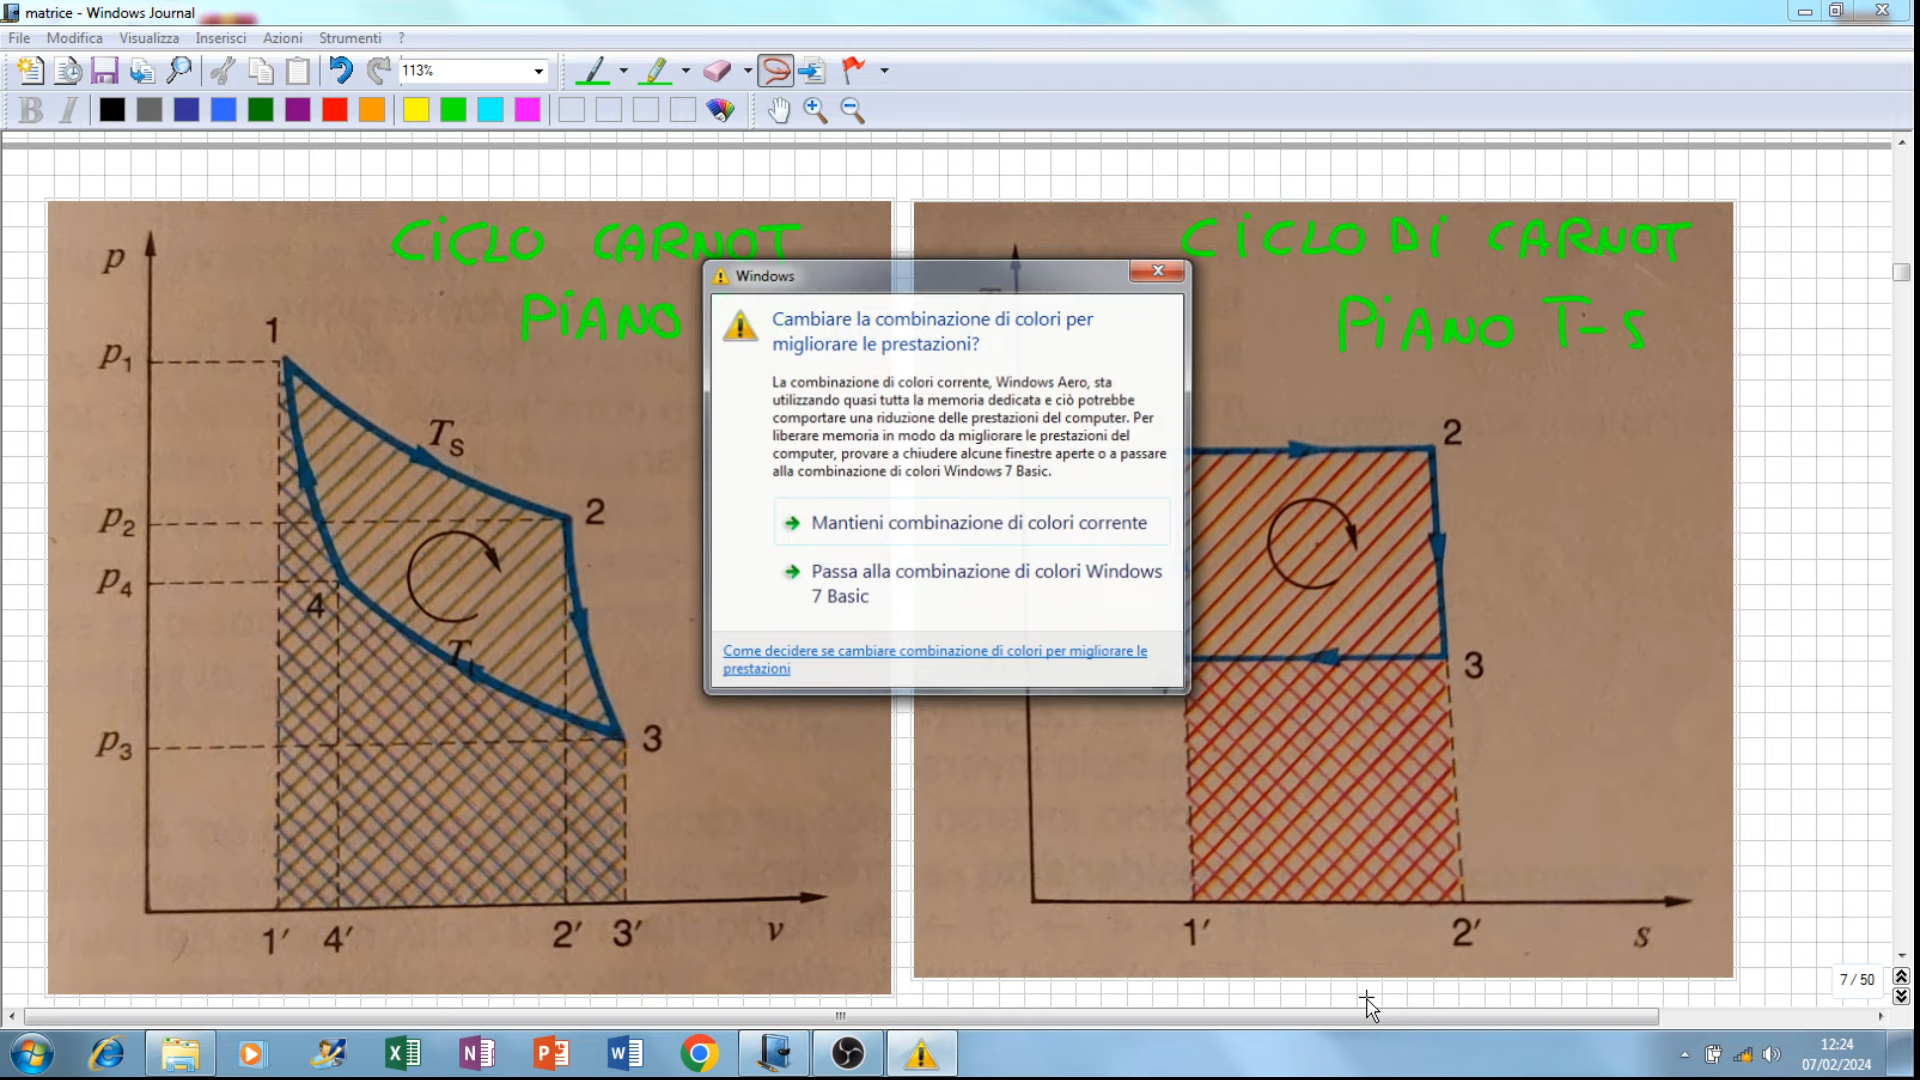 matrice - Windows Journal
File Modifica Visualizza Inserisci Azioni Strumenti ?
113%
B I
CiCLO CARNOT
PiANO
p
1
p1
TS
p2
2
p4
4
p3
3
1' 4' 2' 3' v
CiCLO Di CARNOT
PiANO T-s
2
3
1' 2' s
Windows
Cambiare la combinazione di colori per
migliorare le prestazioni?
La combinazione di colori corrente, Windows Aero, sta
utilizzando quasi tutta la memoria dedicata e ciò potrebbe
comportare una riduzione delle prestazioni del computer. Per
liberare memoria in modo da migliorare le prestazioni del
computer, provare a chiudere alcune finestre aperte o a passare
alla combinazione di colori Windows 7 Basic.
Mantieni combinazione di colori corrente
Passa alla combinazione di colori Windows
7 Basic
Come decidere se cambiare combinazione di colori per migliorare le
prestazioni
7 / 50
12:24
07/02/2024